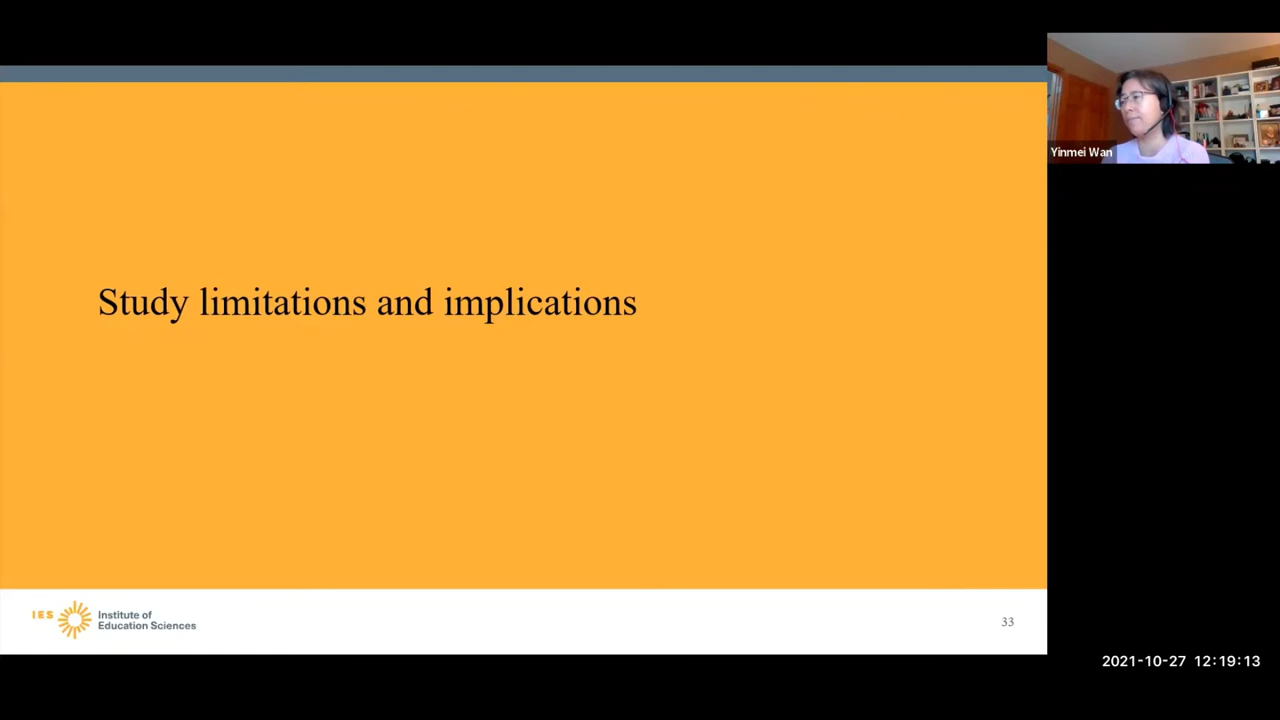 Study limitations and implications
IES
Institute of
Education Sciences
33
Yinmei Wan
2021-10-27 12:19:13